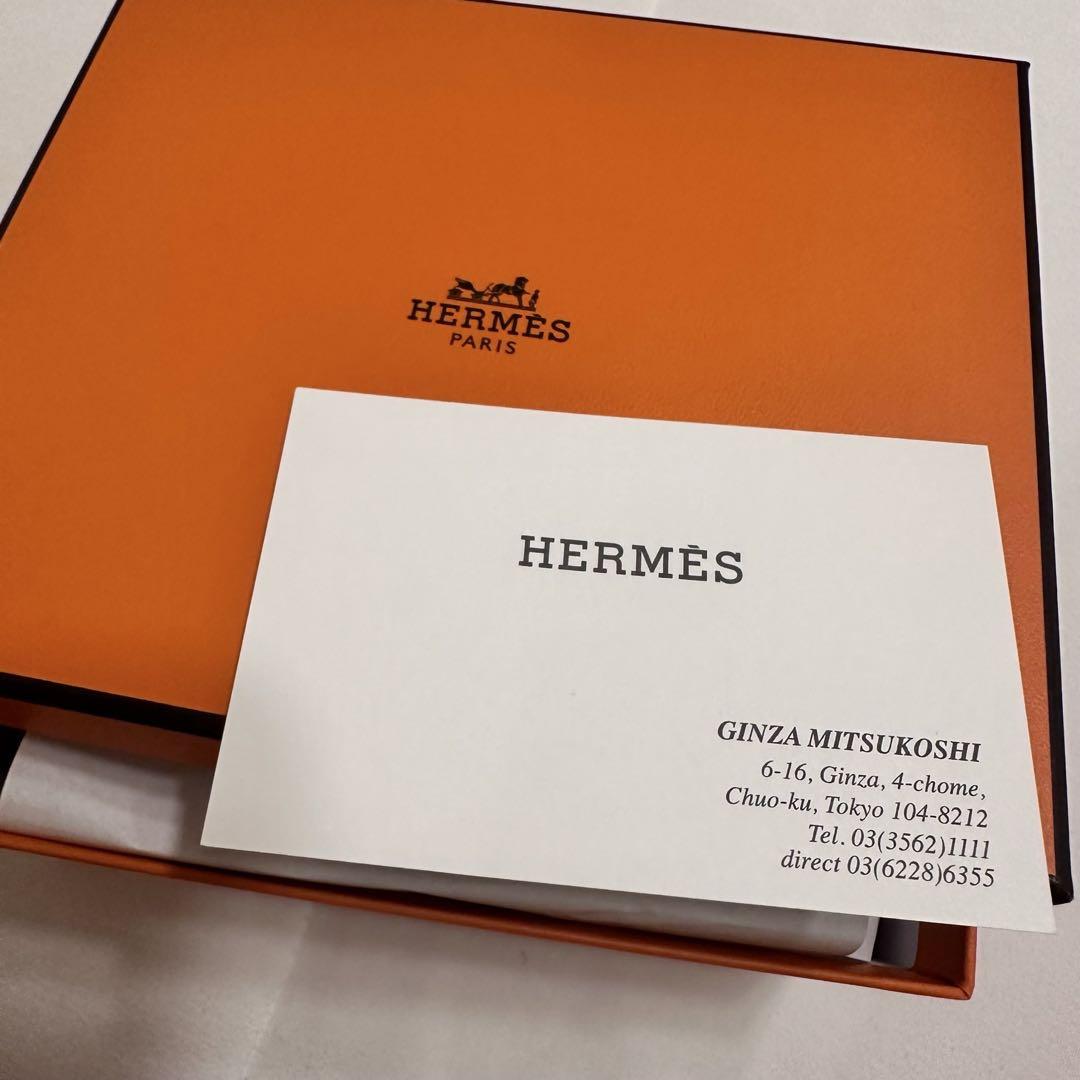 HERMÈS
PARIS
HERMÈS
GINZA MITSUKOSHI
6-16, Ginza, 4-chome,
Chuo-ku, Tokyo 104-8212
Tel. 03(3562)1111
direct 03(6228)6355